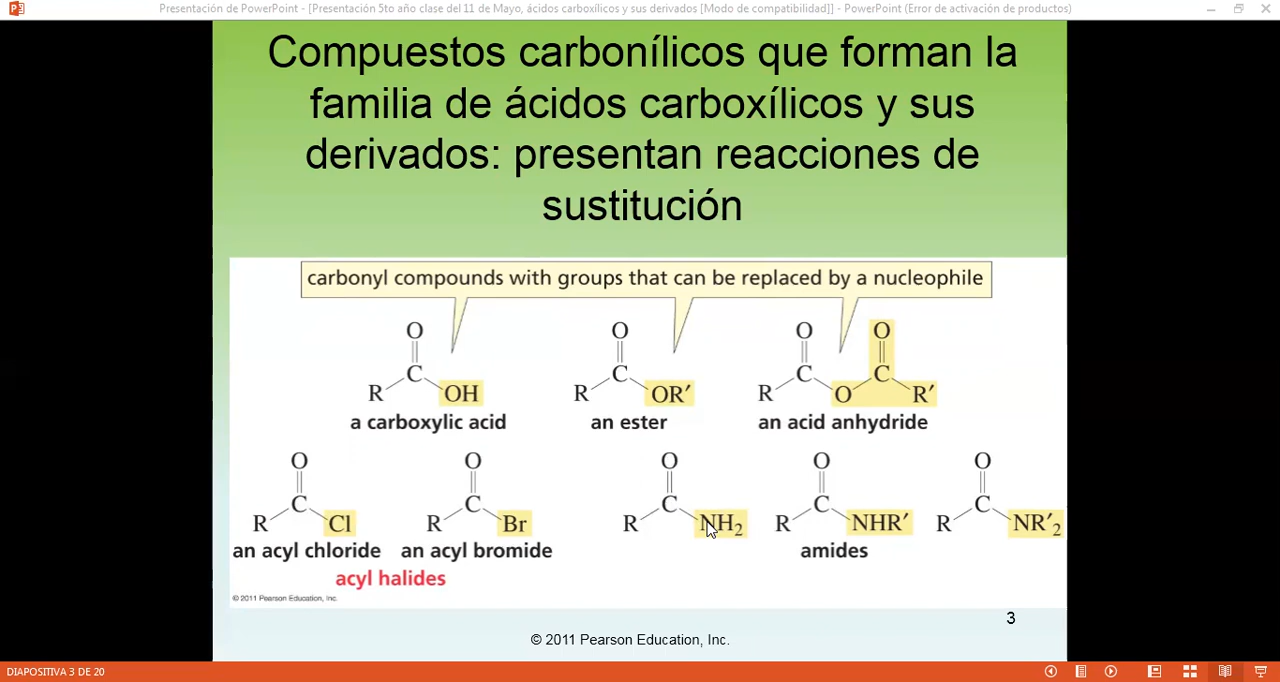 Presentación de PowerPoint - [Presentación 5to año clase del 11 de Mayo, ácidos carboxílicos y sus derivados [Modo de compatibilidad]] - PowerPoint (Error de activación de productos)
Compuestos carbonílicos que forman la
familia de ácidos carboxílicos y sus
derivados: presentan reacciones de
sustitución
carbonyl compounds with groups that can be replaced by a nucleophile
O O O O
C C C C
R OH R OR′ R O R′
a carboxylic acid an ester an acid anhydride
O O O O O
C C C C C
R Cl R Br R NH₂ R NHR′ R NR′₂
an acyl chloride an acyl bromide amides
acyl halides
© 2011 Pearson Education, Inc.
3
© 2011 Pearson Education, Inc.
DIAPOSITIVA 3 DE 20